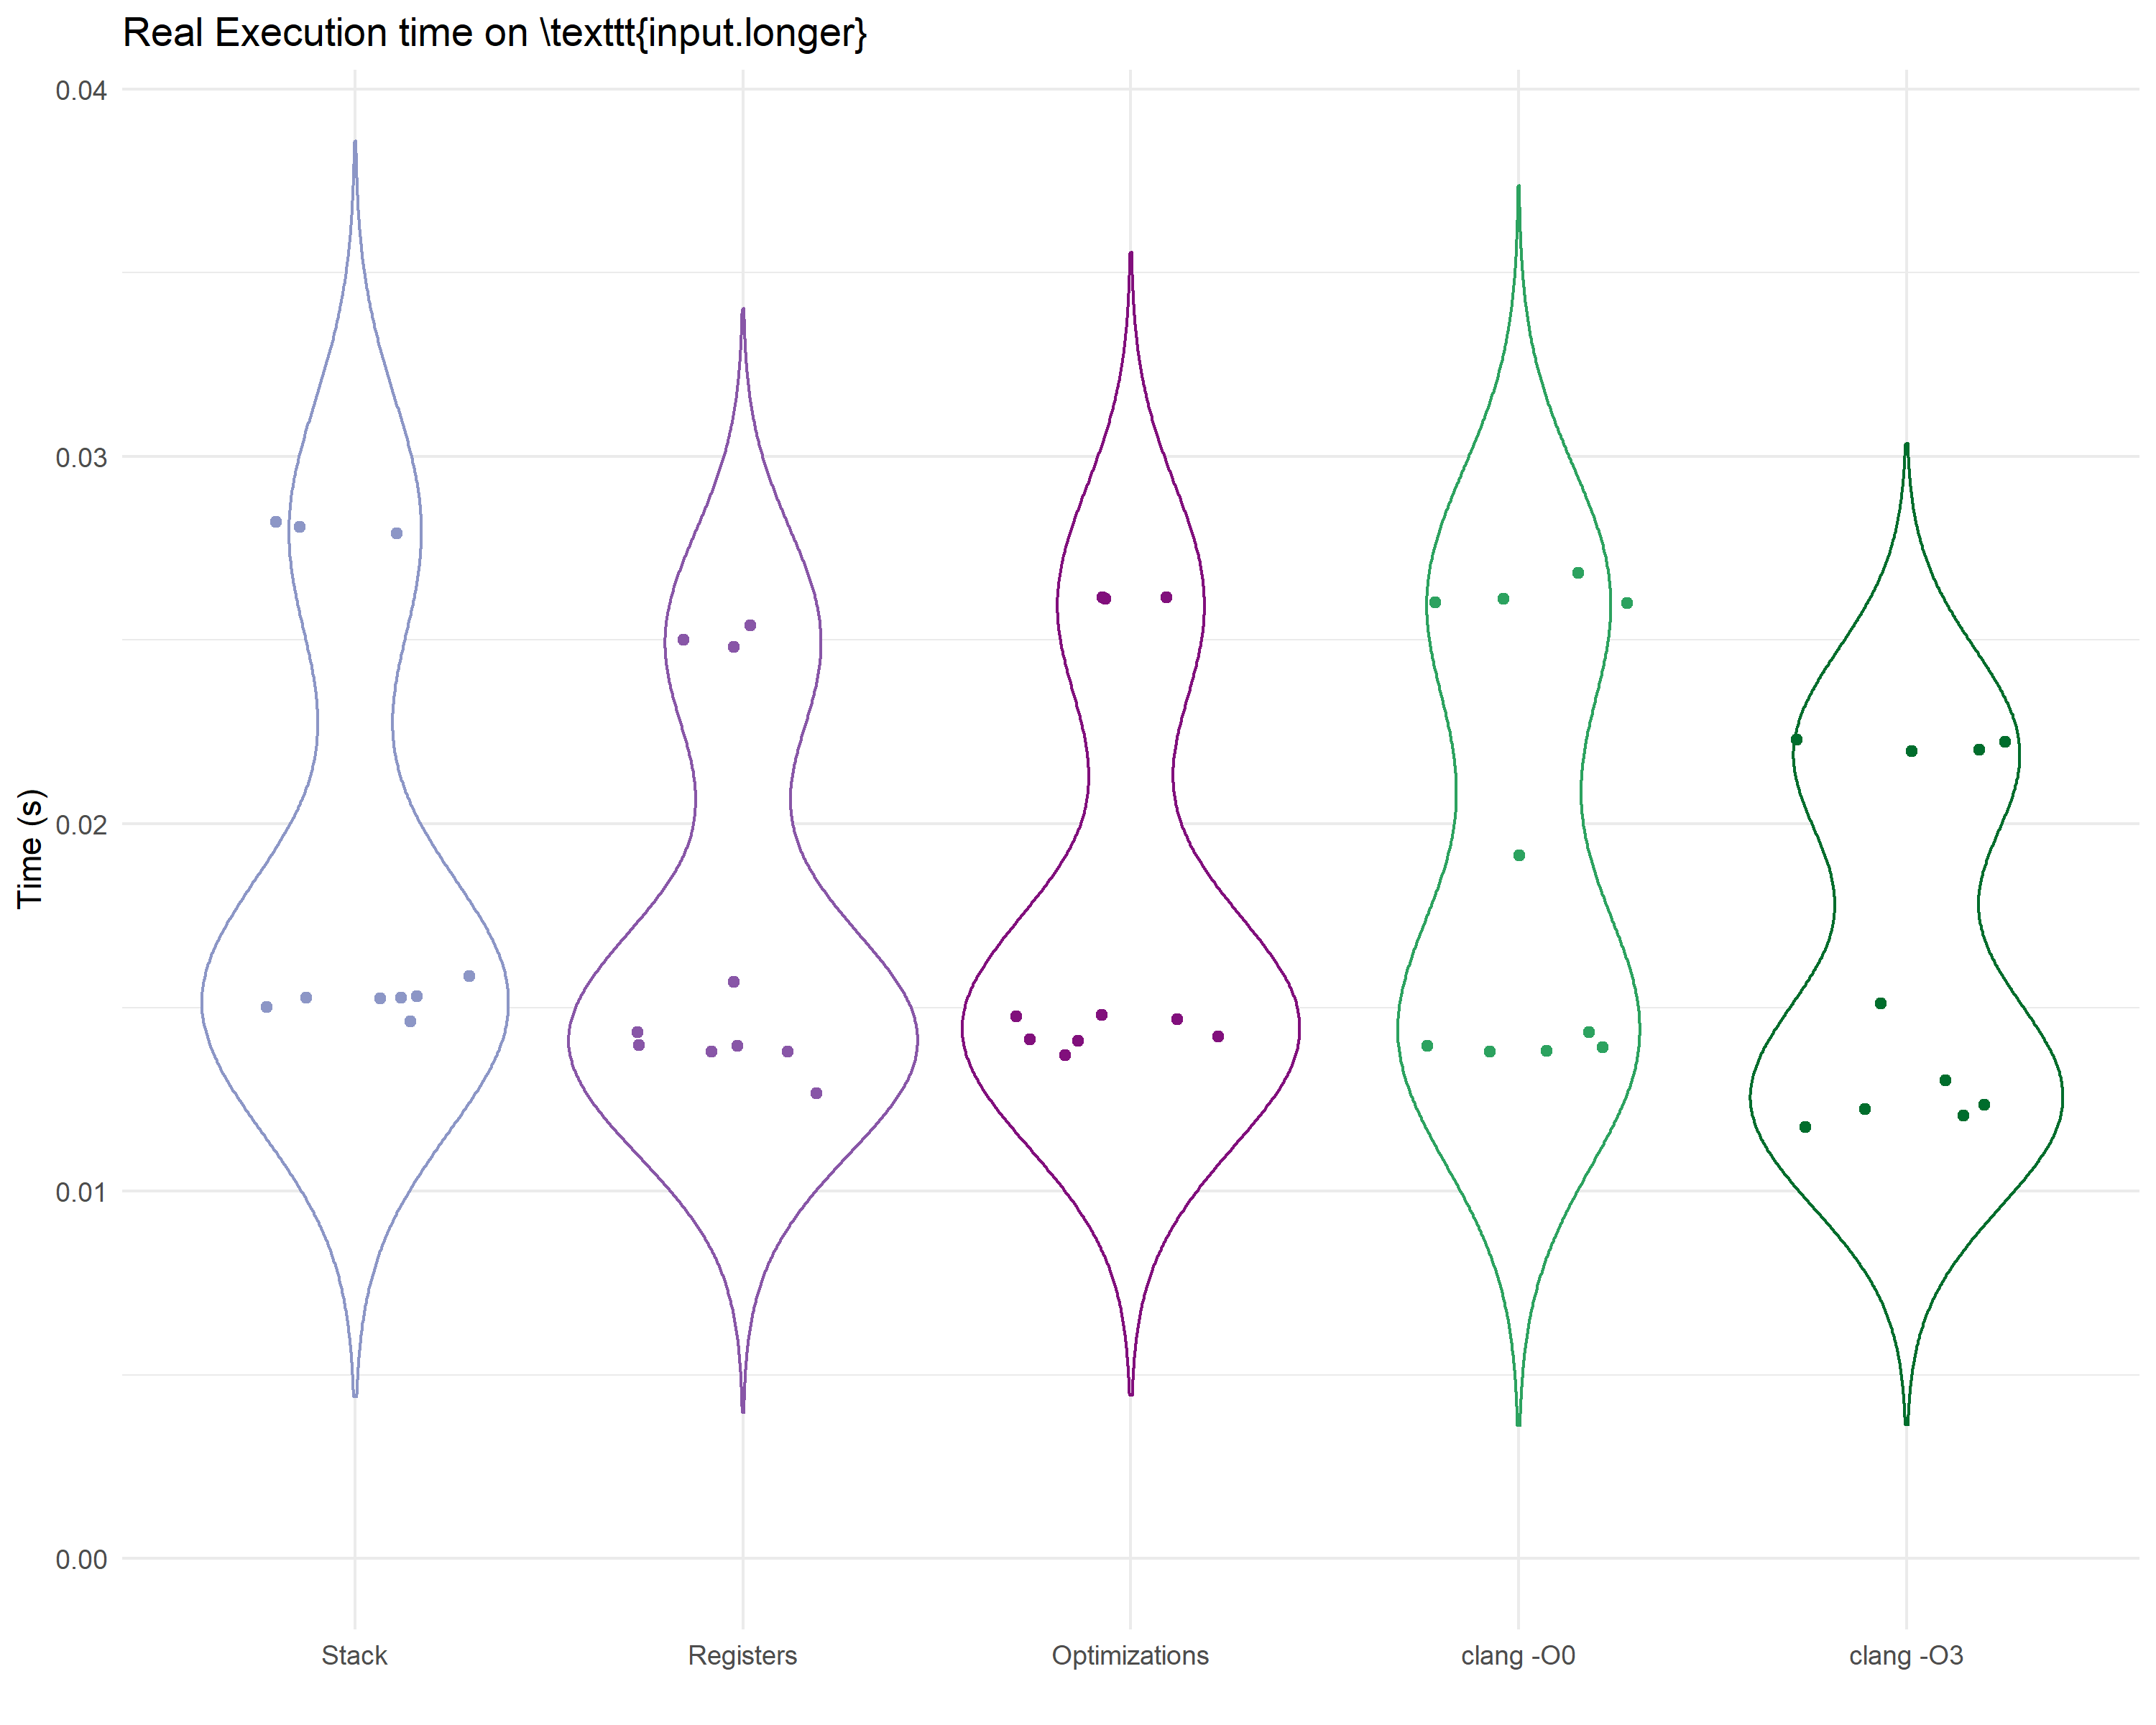 Real Execution time on \texttt{input.longer}
0.04
0.03
0.02
0.01
0.00
Time (s)
Stack
Registers
Optimizations
clang -O0
clang -O3